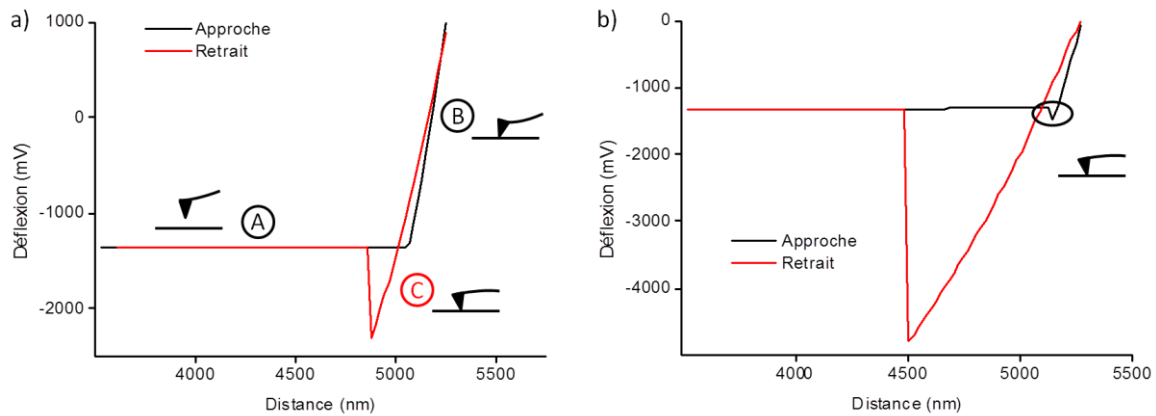 a)
Approche
Retrait
A
B
C
Déflexion (mV)
1000
0
-1000
-2000
4000
4500
5000
5500
Distance (nm)
b)
Approche
Retrait
Déflexion (mV)
0
-1000
-2000
-3000
-4000
4000
4500
5000
5500
Distance (nm)